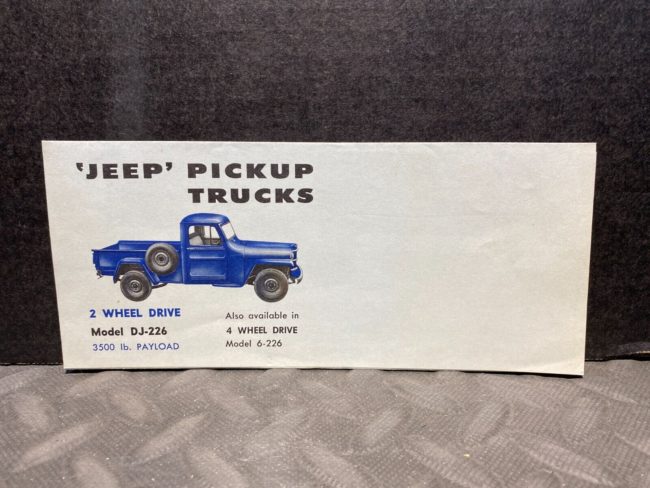 'JEEP' PICKUP
TRUCKS
2 WHEEL DRIVE
Model DJ-226
3500 lb. PAYLOAD
Also available in
4 WHEEL DRIVE
Model 6-226